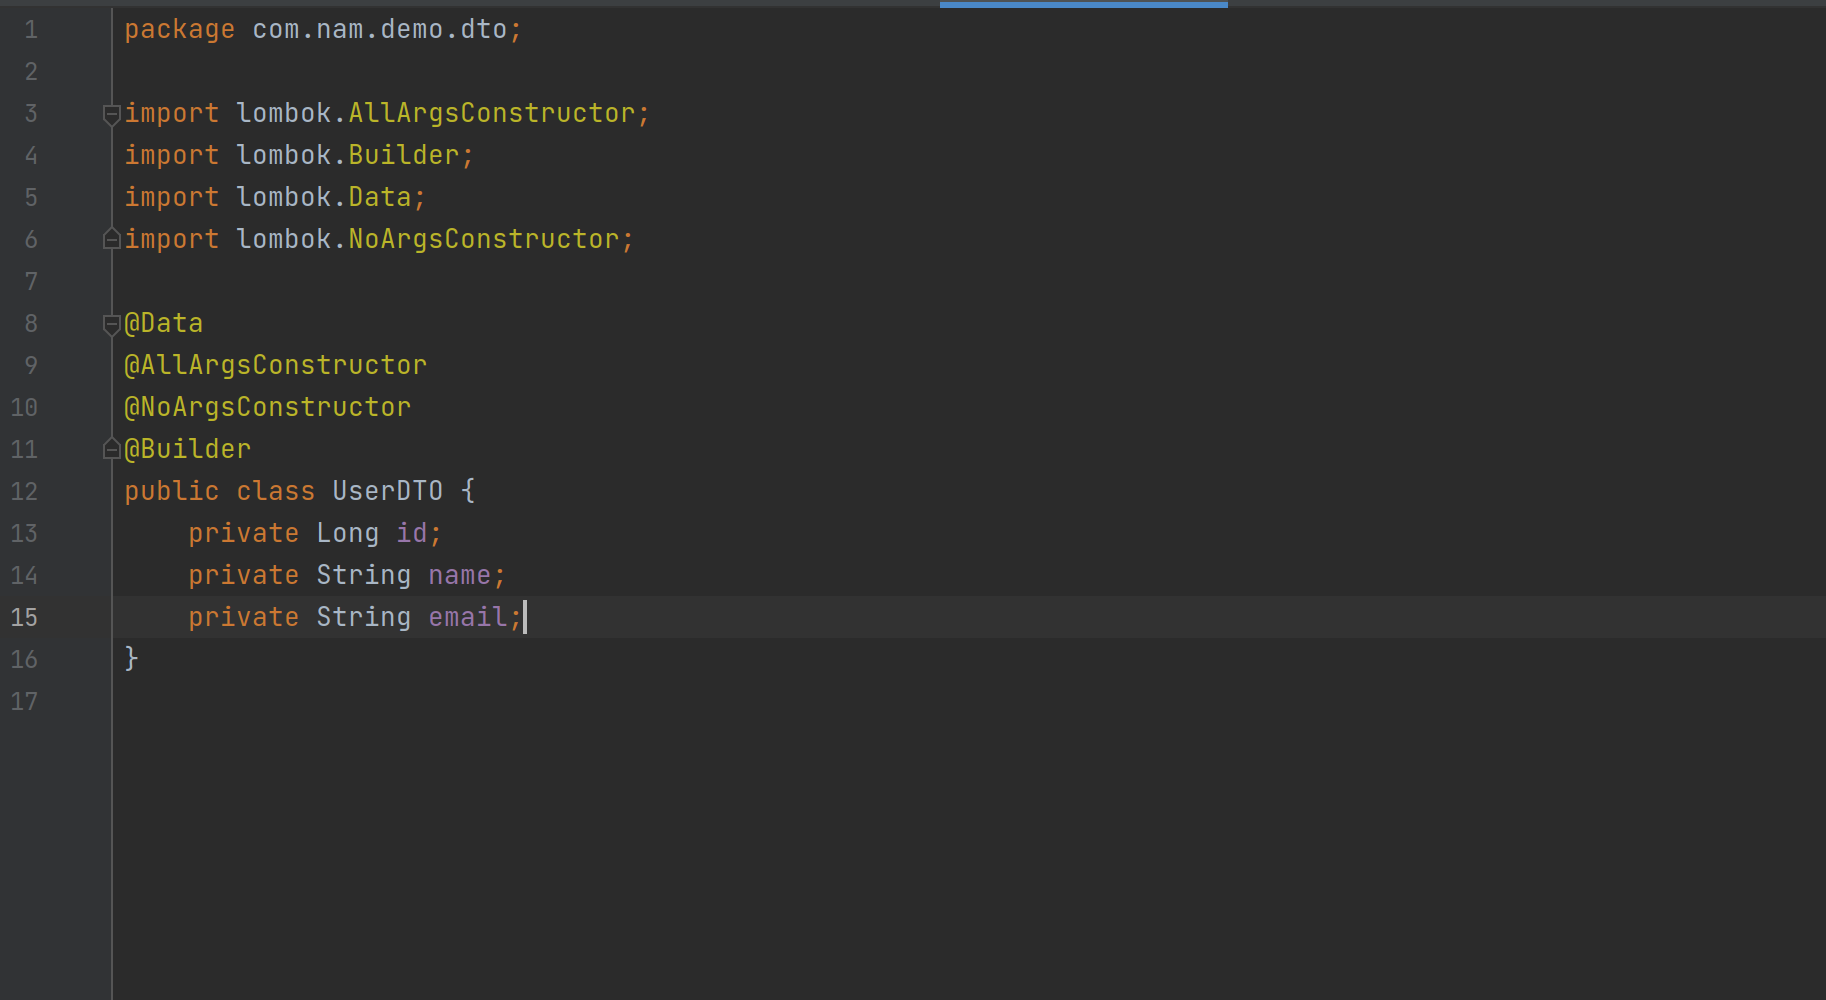 1 package com.nam.demo.dto;
2
3 import lombok.AllArgsConstructor;
4 import lombok.Builder;
5 import lombok.Data;
6 import lombok.NoArgsConstructor;
7
8 @Data
9 @AllArgsConstructor
10 @NoArgsConstructor
11 @Builder
12 public class UserDTO {
13     private Long id;
14     private String name;
15     private String email;
16 }
17